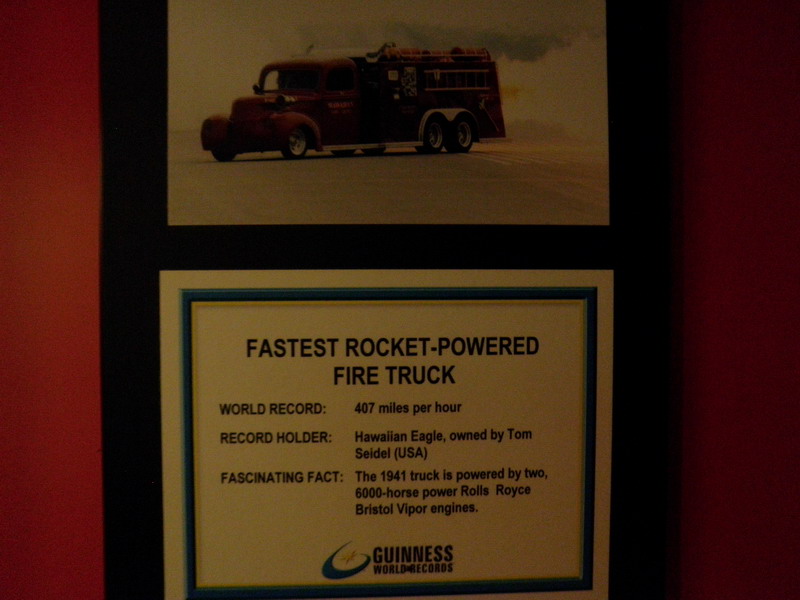 FASTEST ROCKET-POWERED
FIRE TRUCK
WORLD RECORD: 407 miles per hour
RECORD HOLDER: Hawaiian Eagle, owned by Tom
Seidel (USA)
FASCINATING FACT: The 1941 truck is powered by two,
6000-horse power Rolls Royce
Bristol Vipor engines.
GUINNESS
WORLD RECORDS